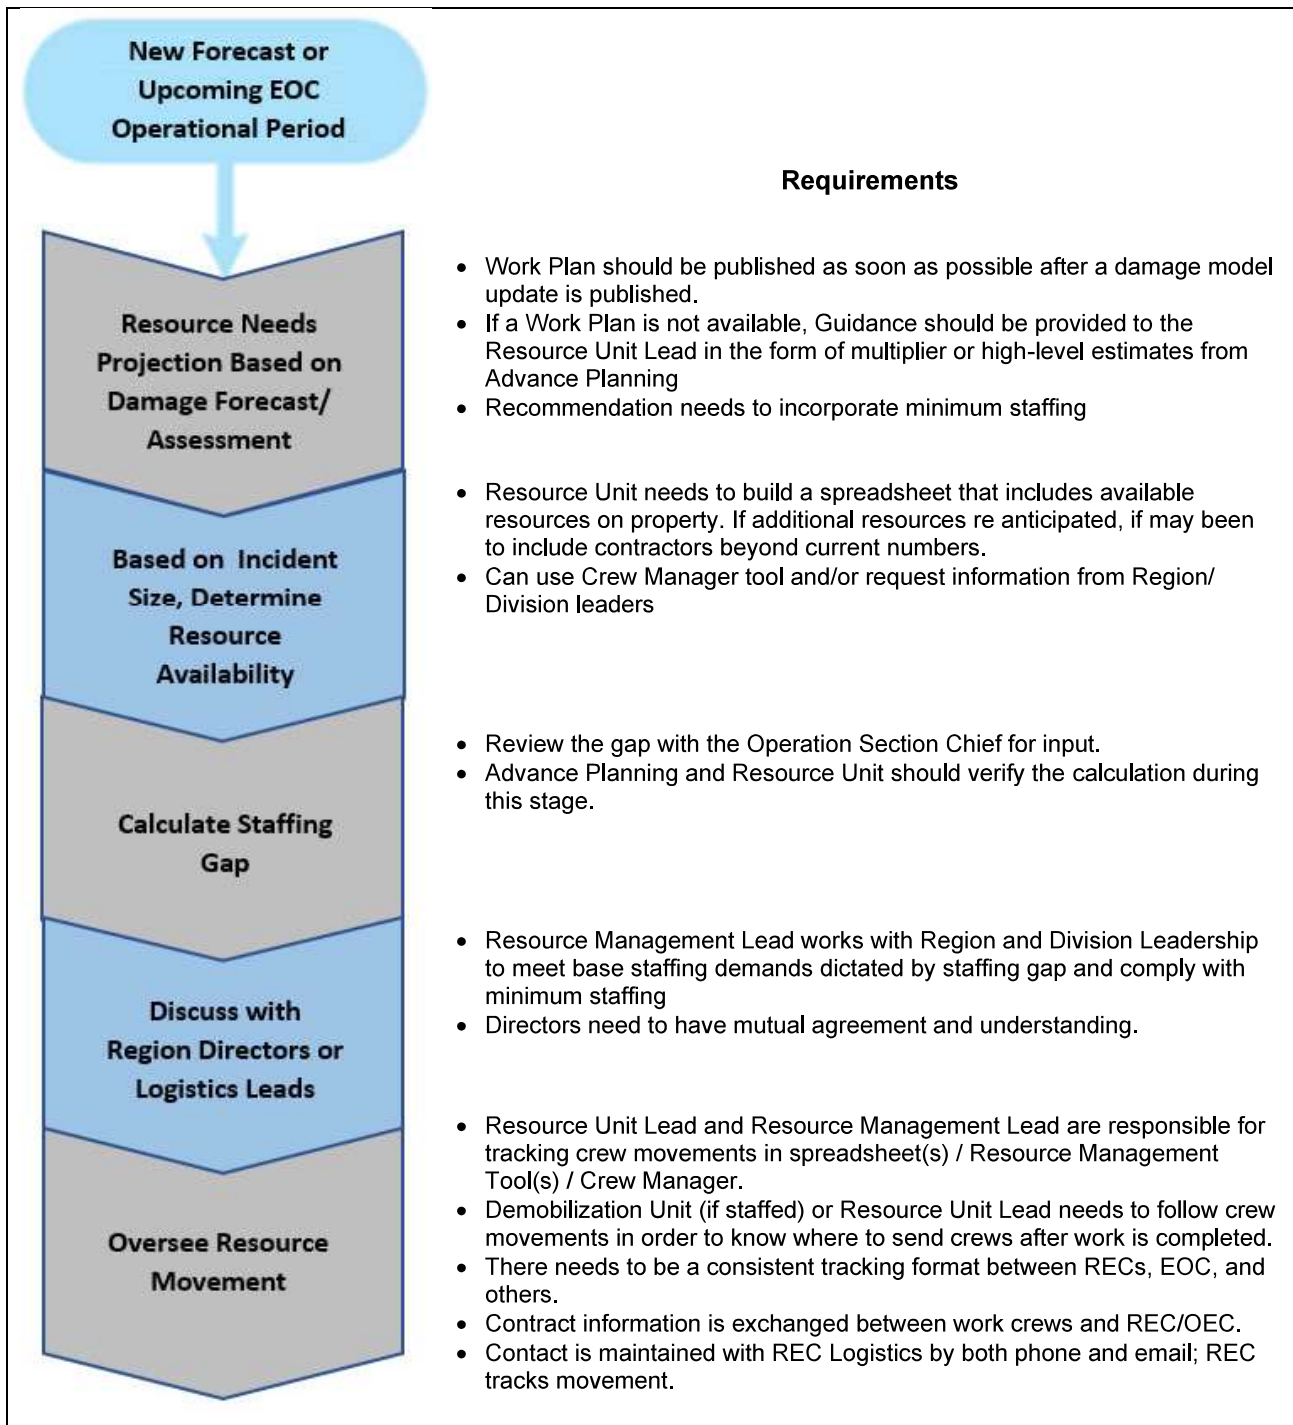 New Forecast or
Upcoming EOC
Operational Period
Requirements
Resource Needs
Projection Based on
Damage Forecast/
Assessment
• Work Plan should be published as soon as possible after a damage model
update is published.
• If a Work Plan is not available, Guidance should be provided to the
Resource Unit Lead in the form of multiplier or high-level estimates from
Advance Planning
• Recommendation needs to incorporate minimum staffing
Based on Incident
Size, Determine
Resource
Availability
• Resource Unit needs to build a spreadsheet that includes available
resources on property. If additional resources re anticipated, if may been
to include contractors beyond current numbers.
• Can use Crew Manager tool and/or request information from Region/
Division leaders
Calculate Staffing
Gap
• Review the gap with the Operation Section Chief for input.
• Advance Planning and Resource Unit should verify the calculation during
this stage.
Discuss with
Region Directors or
Logistics Leads
• Resource Management Lead works with Region and Division Leadership
to meet base staffing demands dictated by staffing gap and comply with
minimum staffing
• Directors need to have mutual agreement and understanding.
Oversee Resource
Movement
• Resource Unit Lead and Resource Management Lead are responsible for
tracking crew movements in spreadsheet(s) / Resource Management
Tool(s) / Crew Manager.
• Demobilization Unit (if staffed) or Resource Unit Lead needs to follow crew
movements in order to know where to send crews after work is completed.
• There needs to be a consistent tracking format between RECs, EOC, and
others.
• Contract information is exchanged between work crews and REC/OEC.
• Contact is maintained with REC Logistics by both phone and email; REC
tracks movement.